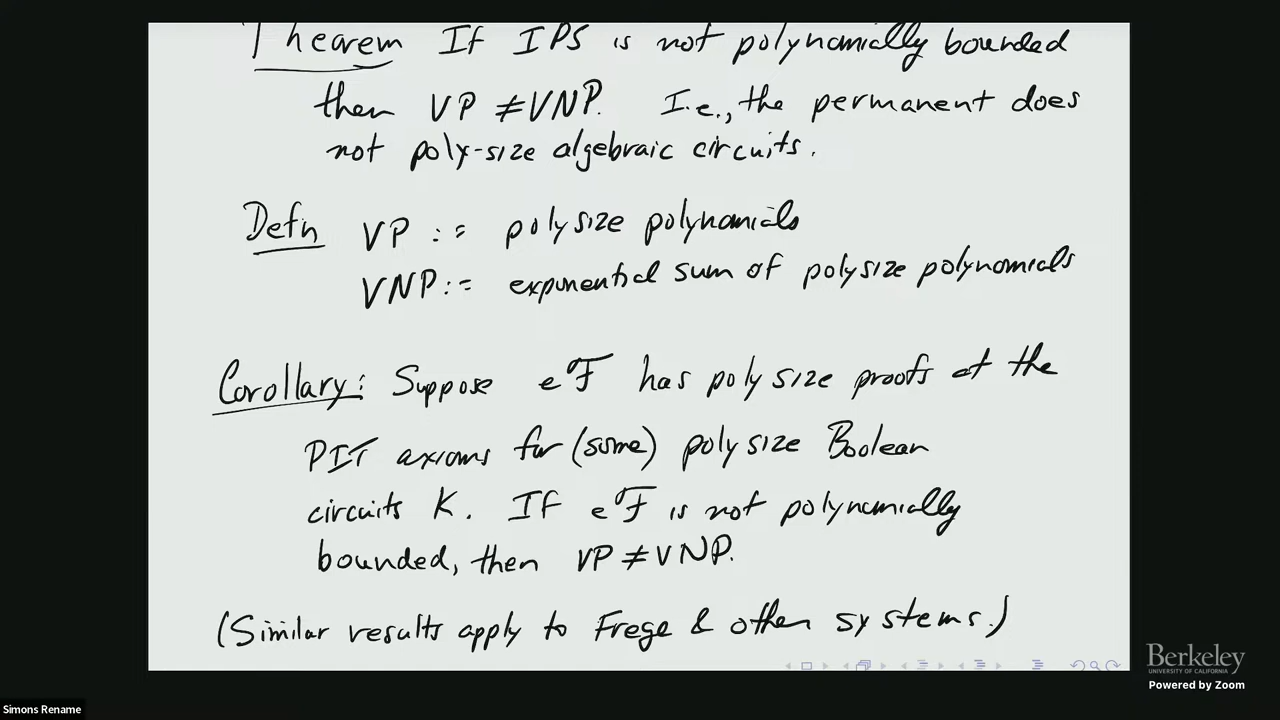 Theorem If IPS is not polynomially bounded
then VP ≠ VNP. I.e., the permanent does
not poly-size algebraic circuits.
Defn VP := polysize polynomials
VNP := exponential sum of polysize polynomials
Corollary: Suppose eF has polysize proofs of the
PIT axioms for (some) polysize Boolean
circuits K. If eF is not polynomially
bounded, then VP ≠ VNP.
(Similar results apply to Frege & other systems.)
Berkeley
UNIVERSITY OF CALIFORNIA
Powered by Zoom
Simons Rename